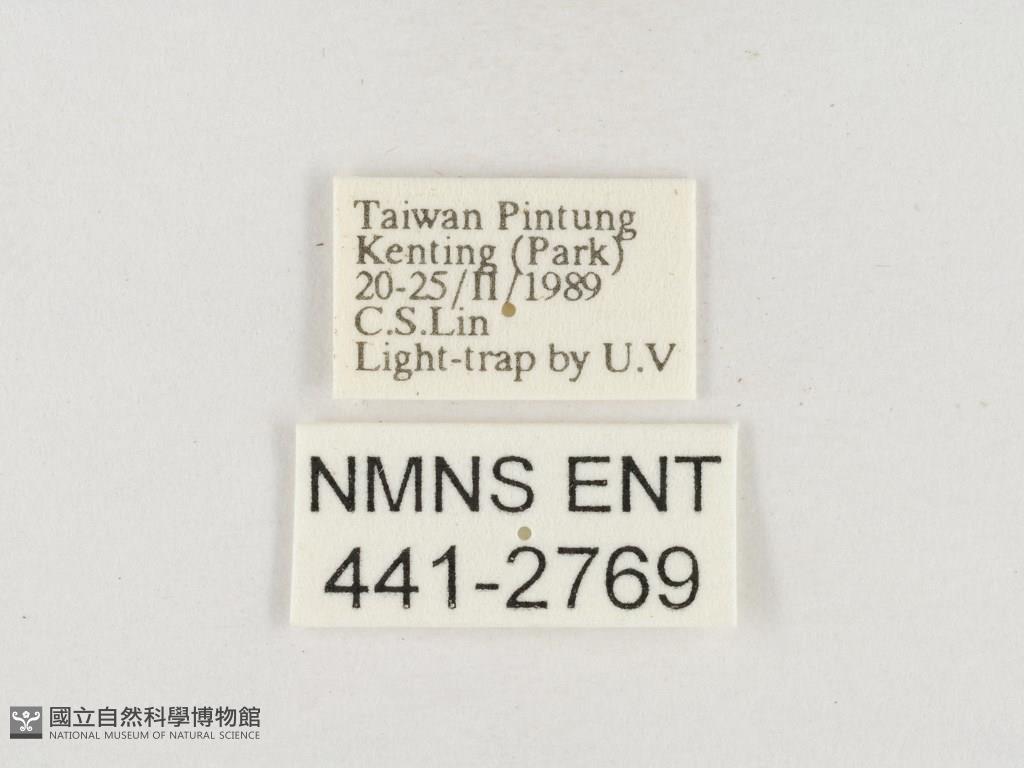 Taiwan Pintung
Kenting (Park)
20-25/II/1989
C.S.Lin
Light-trap by U.V
NMNS ENT
441-2769
國立自然科學博物館
NATIONAL MUSEUM OF NATURAL SCIENCE